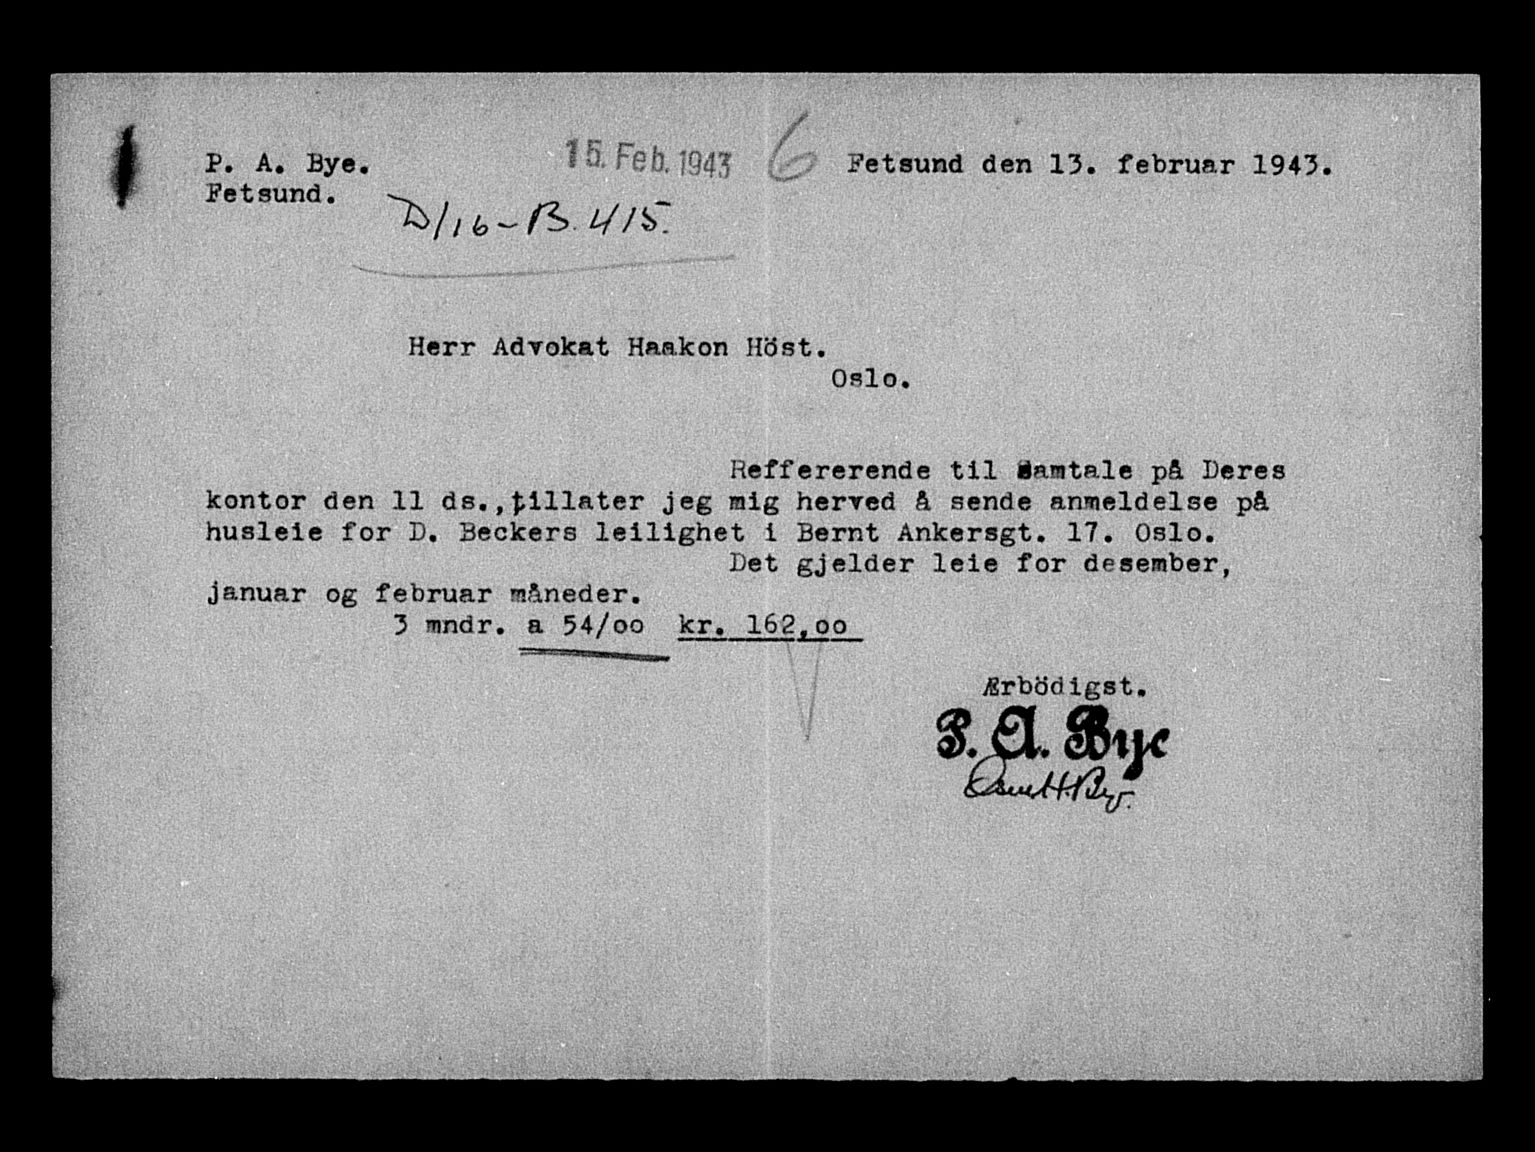 P. A. Bye.
Fetsund.
15. Feb. 1943
6
Fetsund den 13. februar 1943.
D/16-B. 415.
Herr Advokat Haakon Höst.
Oslo.
Reffererende til samtale på Deres
kontor den 11 ds., tillater jeg mig herved å sende anmeldelse på
husleie for D. Beckers leilighet i Bernt Ankersgt. 17. Oslo.
Det gjelder leie for desember,
januar og februar måneder.
3 mndr. a 54/oo kr. 162,oo
Ærbödigst.
P. A. Bye
H. Bye.